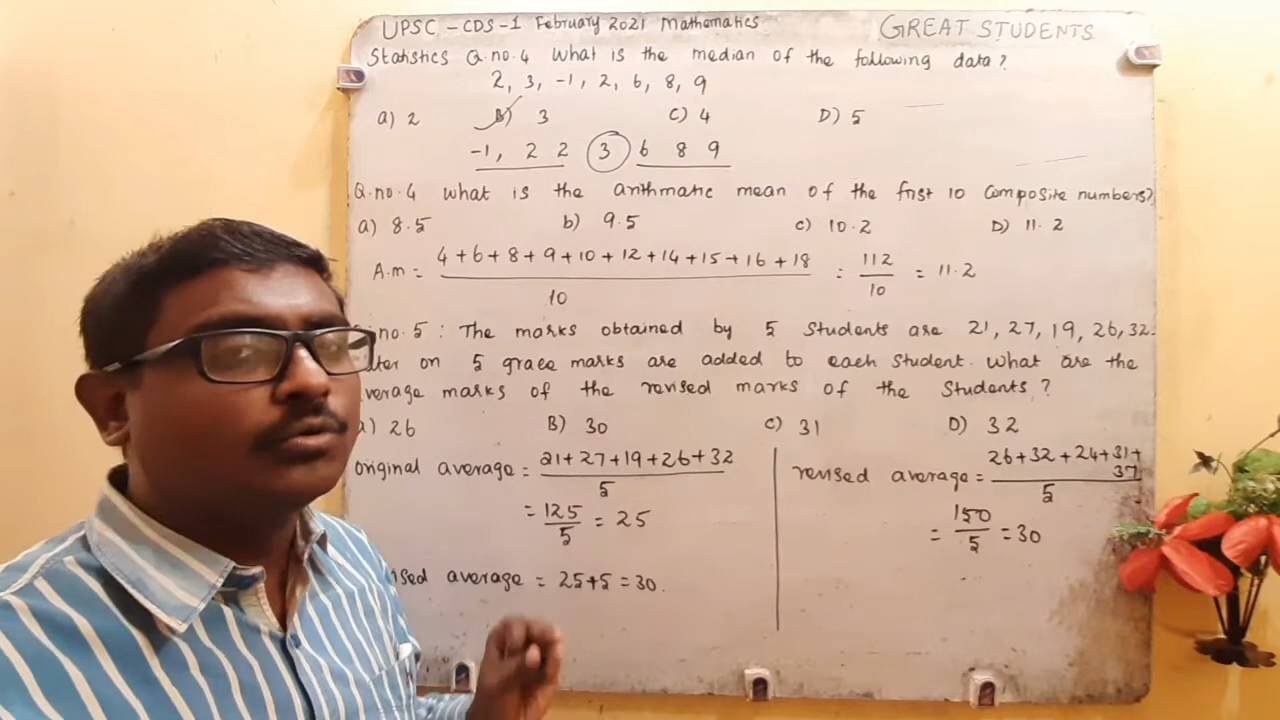 UPSC - CDS - 1 February 2021 Mathematics GREAT STUDENTS
Statistics Q.no.4 What is the median of the following data?
2, 3, -1, 2, 6, 8, 9
a) 2 B) 3 C) 4 D) 5
-1, 2 2 3 6 8 9
Q.no.4 what is the arithmatic mean of the first 10 composite numbers?
a) 8.5 b) 9.5 c) 10.2 D) 11.2
A.m = 4+6+8+9+10+12+14+15+16+18 / 10 = 112/10 = 11.2
no.5: The marks obtained by 5 Students are 21, 27, 19, 26, 32.
on 5 grace marks are added to each Student. What are the
verage marks of the revised marks of the Students?
) 26 B) 30 C) 31 D) 32
original average = 21+27+19+26+32 / 5
= 125/5 = 25
sed average = 25+5 = 30.
revised average = 26+32+24+31+37 / 5
= 150/5 = 30